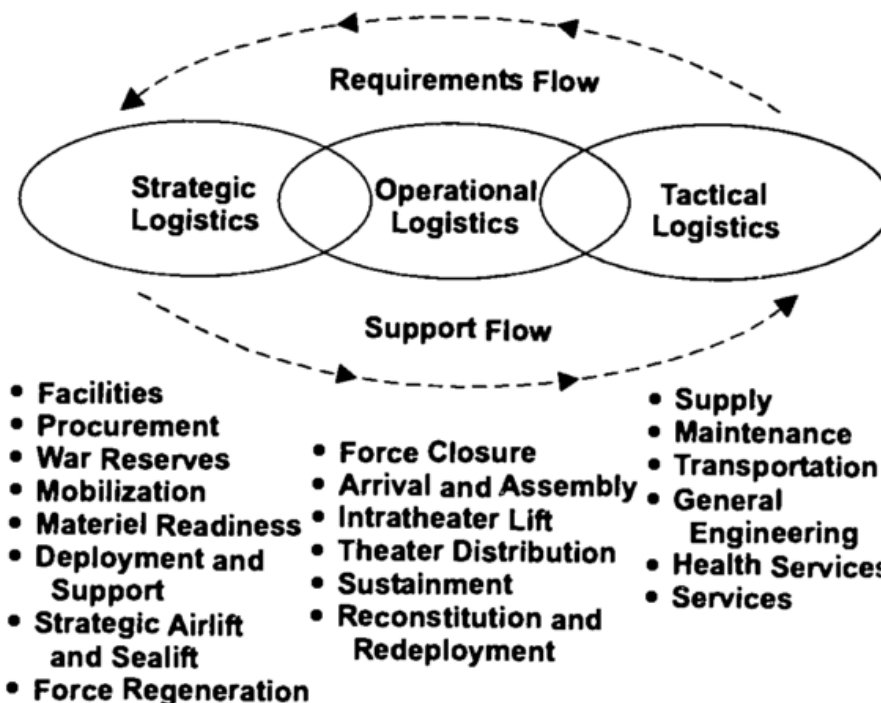 Requirements Flow
Strategic
Logistics
Operational
Logistics
Tactical
Logistics
Support Flow
• Facilities
• Procurement
• War Reserves
• Mobilization
• Materiel Readiness
• Deployment and
Support
• Strategic Airlift
and Sealift
• Force Regeneration
• Force Closure
• Arrival and Assembly
• Intratheater Lift
• Theater Distribution
• Sustainment
• Reconstitution and
Redeployment
• Supply
• Maintenance
• Transportation
• General
Engineering
• Health Services
• Services